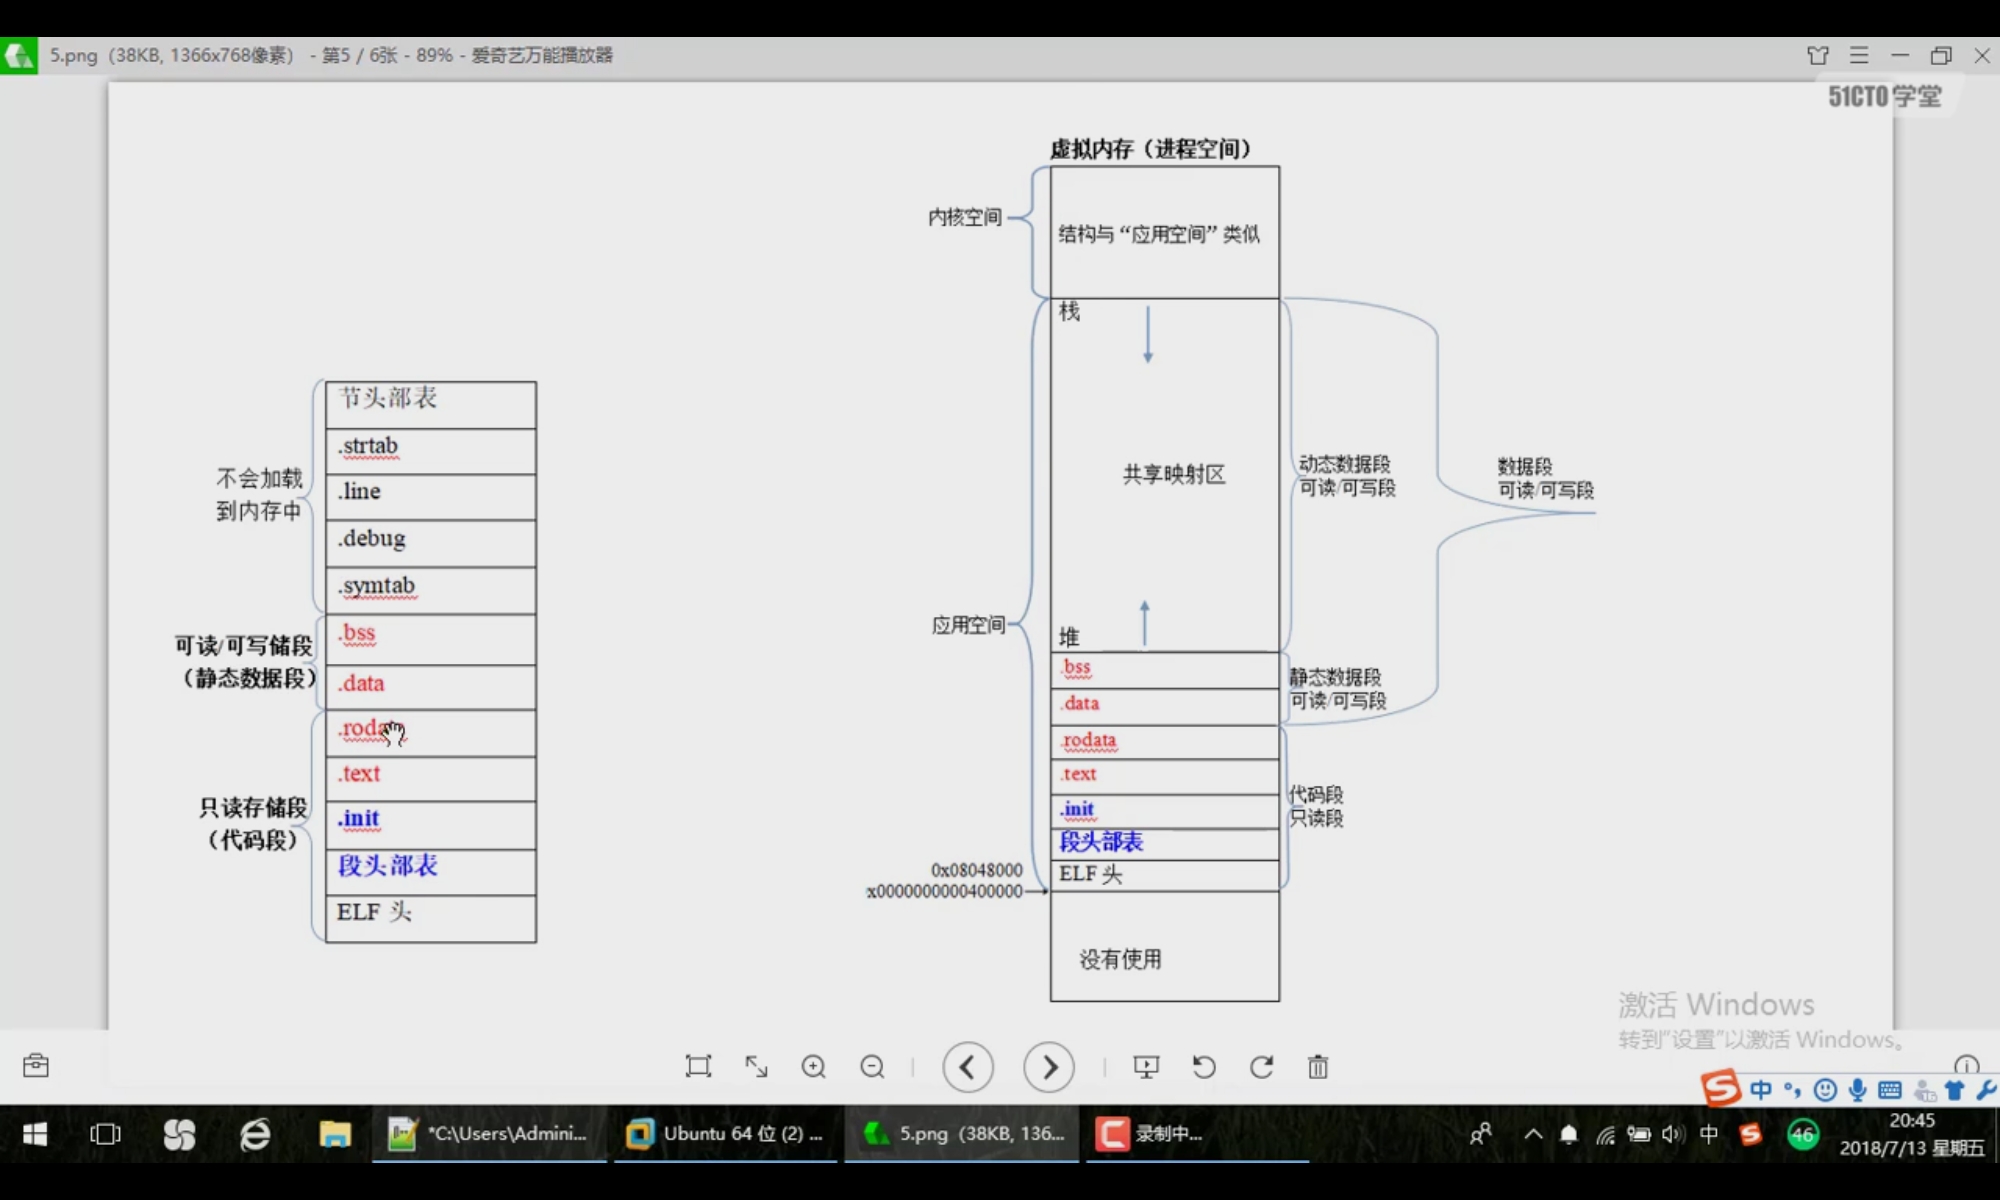 5.png (38KB, 1366x768像素) - 第5 / 6张 - 89% - 爱奇艺万能播放器
51CTO学堂
虚拟内存（进程空间）
内核空间
结构与“应用空间”类似
栈
共享映射区
动态数据段
可读/可写段
数据段
可读/可写段
应用空间
堆
.bss
.data
静态数据段
可读/可写段
.rodata
.text
.init
段头部表
ELF 头
代码段
只读段
0x08048000
x0000000000400000
没有使用
节头部表
.strtab
.line
.debug
.symtab
不会加载
到内存中
.bss
.data
可读/可写储段
（静态数据段）
.text
.init
段头部表
ELF 头
只读存储段
（代码段）
激活 Windows
转到"设置"以激活 Windows。
中
*C:\Users\Admini...
Ubuntu 64 位 (2) ...
5.png (38KB, 136...
录制中...
中
46
20:45
2018/7/13 星期五